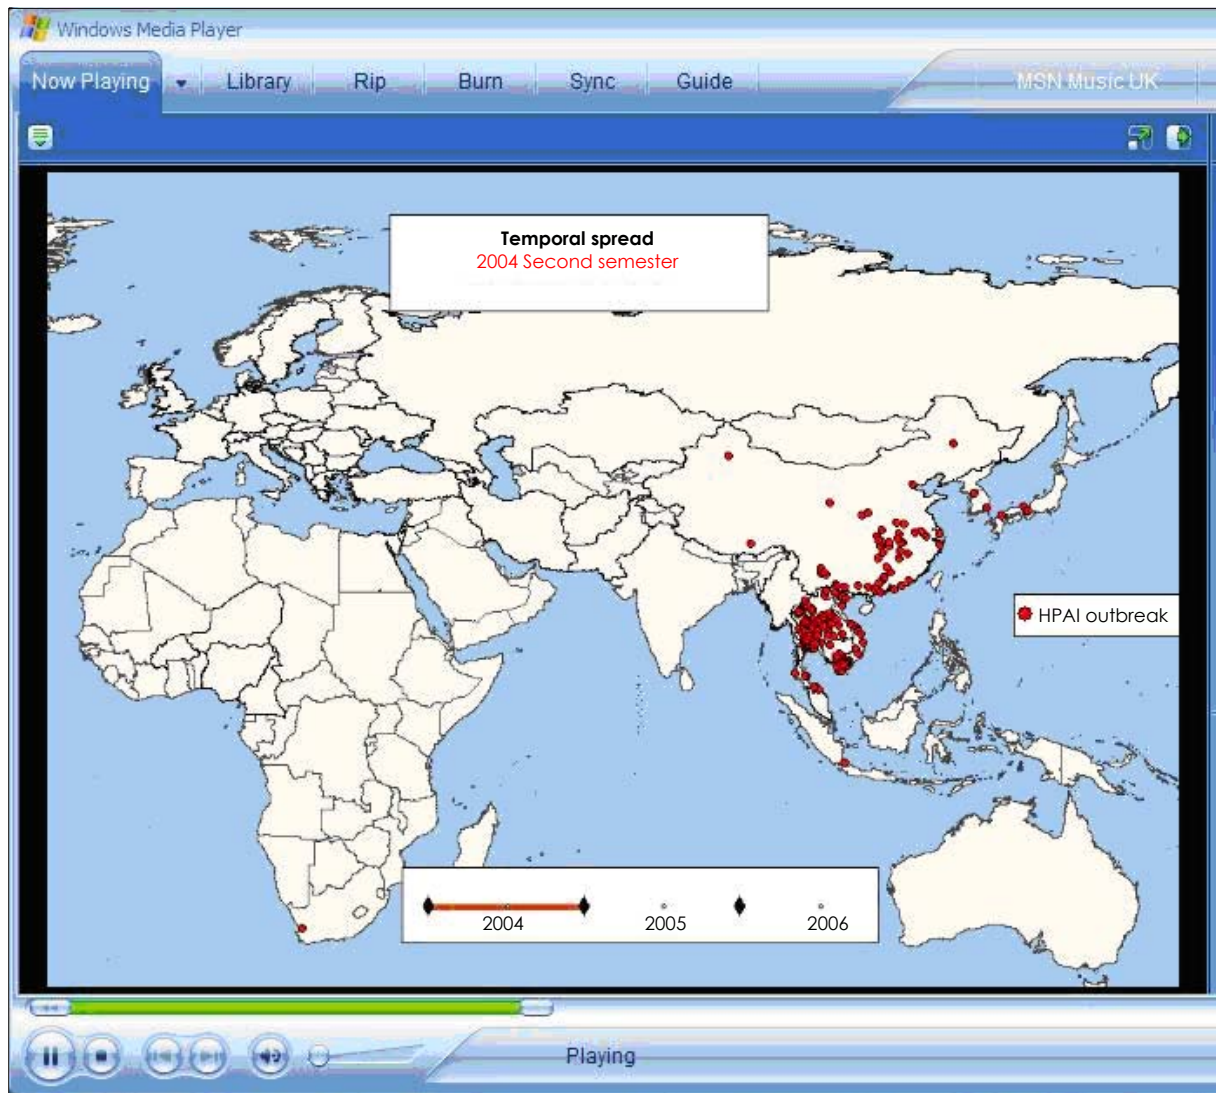 Windows Media Player
Now Playing Library Rip Burn Sync Guide MSN Music UK
Temporal spread
2004 Second semester
HPAI outbreak
2004 2005 2006
Playing